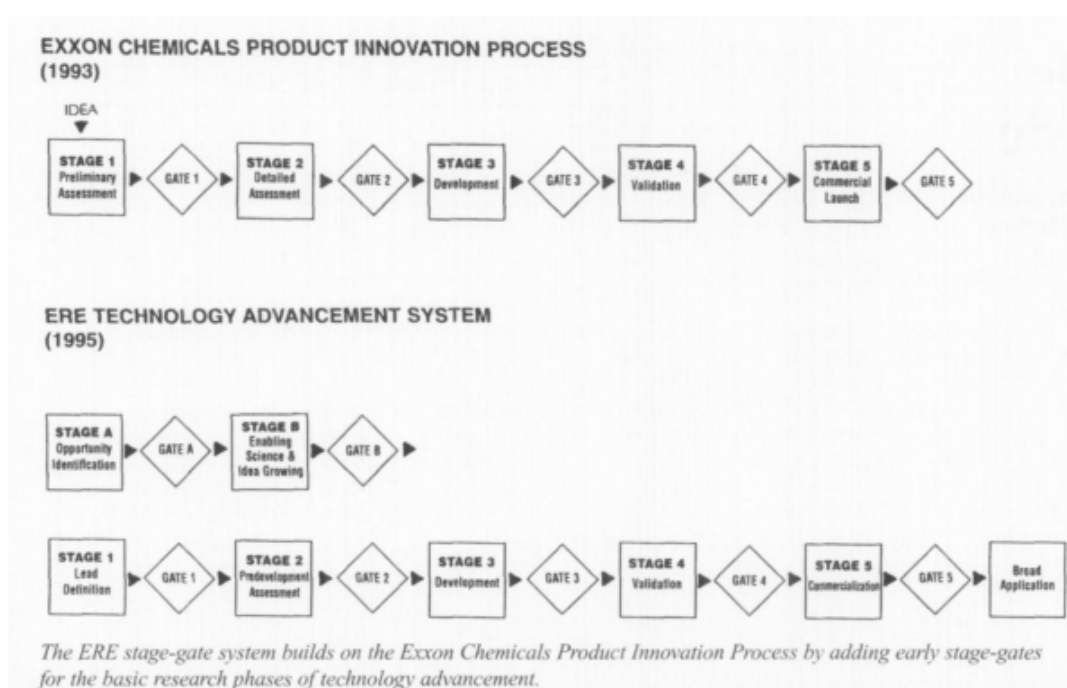 EXXON CHEMICALS PRODUCT INNOVATION PROCESS
(1993)
IDEA
STAGE 1
Preliminary
Assessment
GATE 1
STAGE 2
Detailed
Assessment
GATE 2
STAGE 3
Development
GATE 3
STAGE 4
Validation
GATE 4
STAGE 5
Commercial
Launch
GATE 5
ERE TECHNOLOGY ADVANCEMENT SYSTEM
(1995)
STAGE A
Opportunity
Identification
GATE A
STAGE B
Enabling
Science &
Idea Growing
GATE B
STAGE 1
Lead
Definition
GATE 1
STAGE 2
Predevelopment
Assessment
GATE 2
STAGE 3
Development
GATE 3
STAGE 4
Validation
GATE 4
STAGE 5
Commercialization
GATE 5
Broad
Application
The ERE stage-gate system builds on the Exxon Chemicals Product Innovation Process by adding early stage-gates
for the basic research phases of technology advancement.